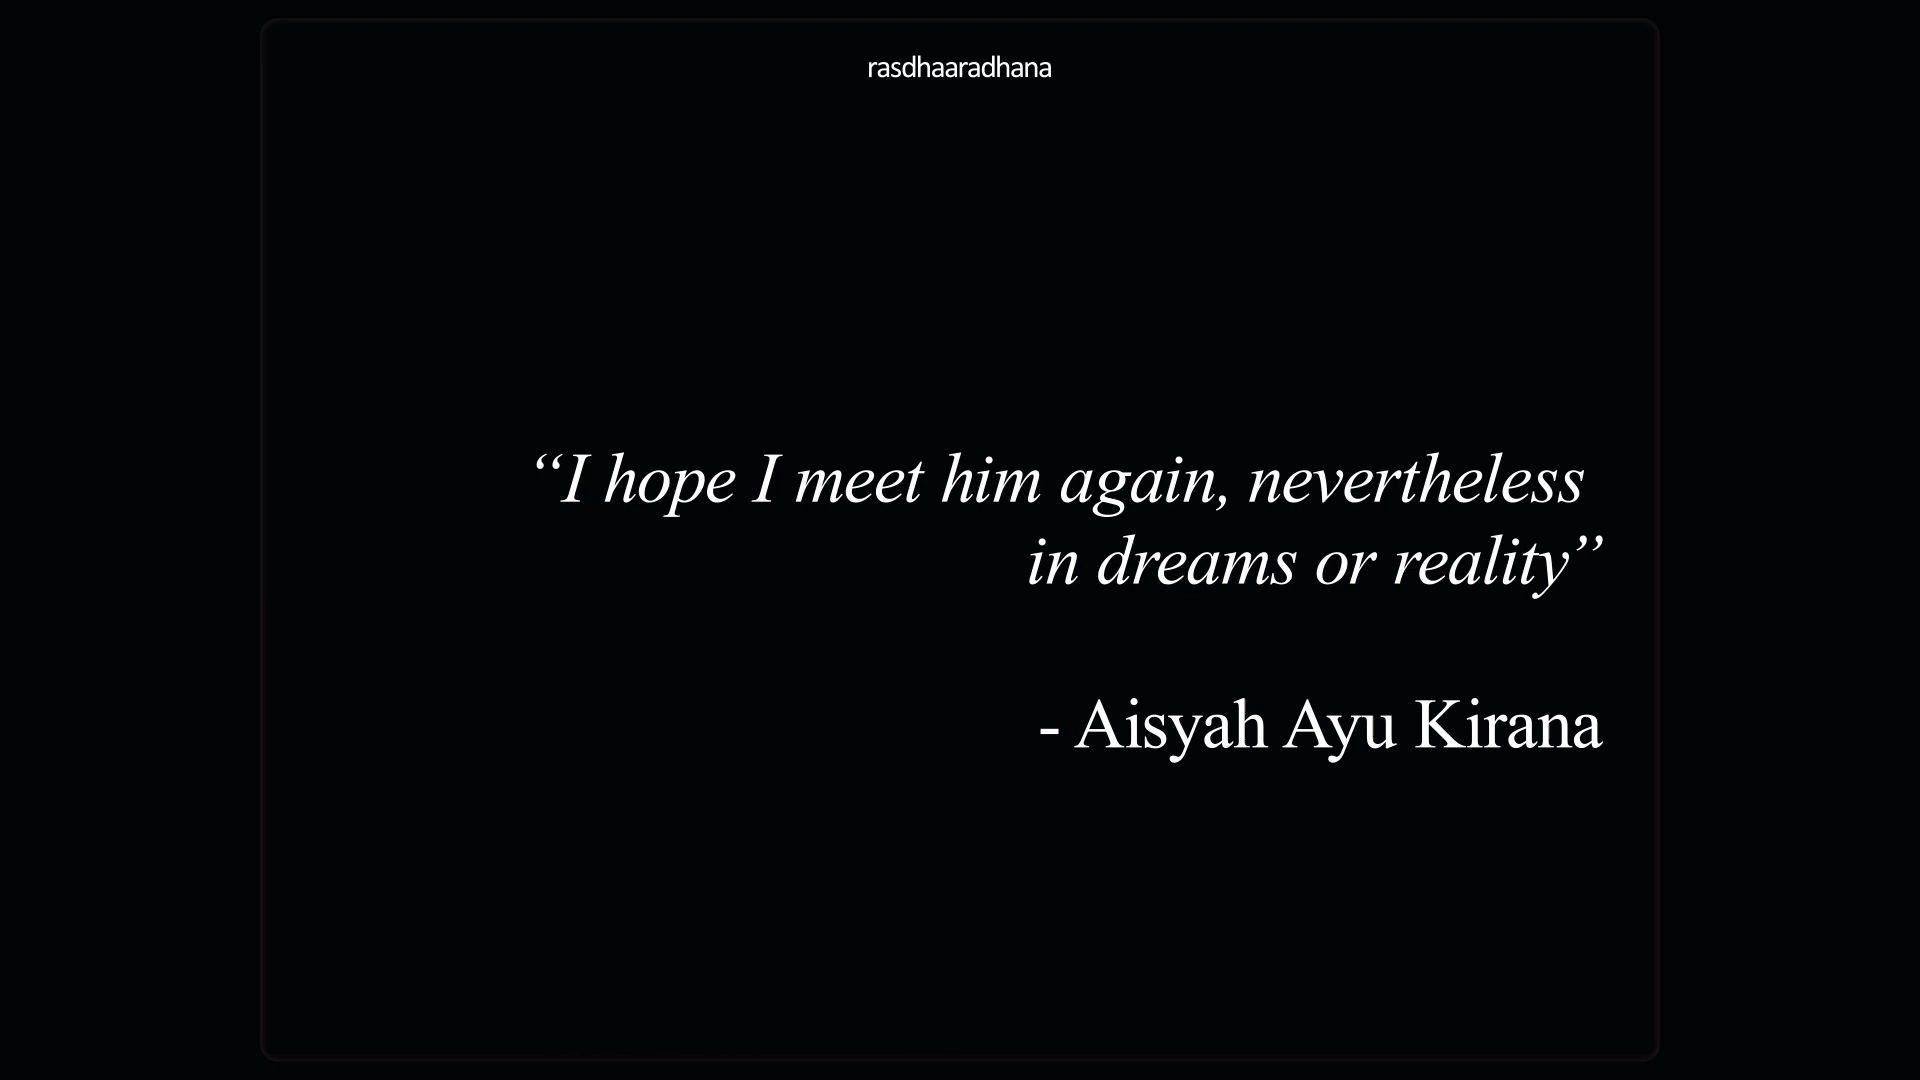 rasdhaaradhana
“I hope I meet him again, nevertheless
in dreams or reality”
- Aisyah Ayu Kirana